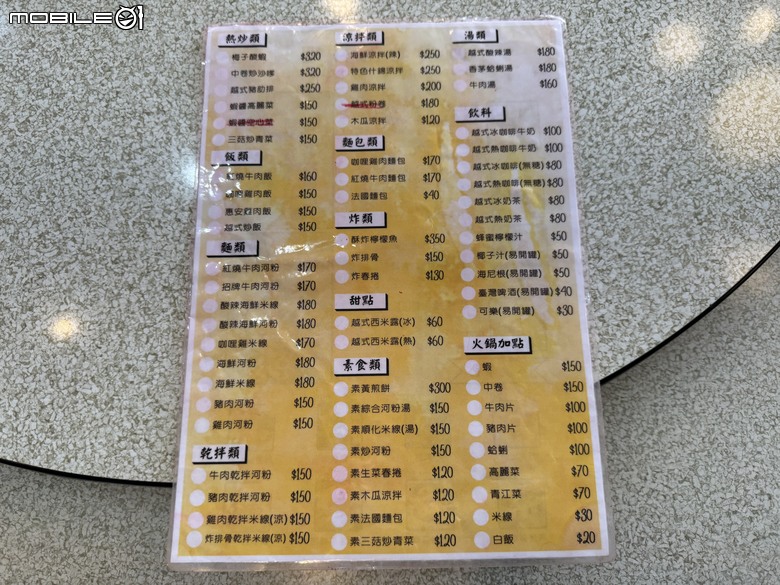 MOBILE01
熱炒類
梅子酸蝦 $320
中卷炒沙嗲 $320
越式豬肋排 $250
蝦醬高麗菜 $150
蝦醬空心菜 $150
三菇炒青菜 $150
飯類
紅燒牛肉飯 $160
咖哩雞肉飯 $150
惠安豬肉飯 $150
越式炒飯 $150
麵類
紅燒牛肉河粉 $170
招牌牛肉河粉 $170
酸辣海鮮米線 $180
酸辣海鮮河粉 $180
咖哩雞米線 $170
海鮮河粉 $180
海鮮米線 $180
豬肉河粉 $150
雞肉河粉 $150
乾拌類
牛肉乾拌河粉 $150
豬肉乾拌河粉 $150
雞肉乾拌米線(涼) $150
炸排骨乾拌米線(涼) $150
涼拌類
海鮮涼拌(辣) $250
特色什錦涼拌 $250
雞肉涼拌 $200
越式粉卷 $180
木瓜涼拌 $120
麵包類
咖哩雞肉麵包 $170
紅燒牛肉麵包 $170
法國麵包 $40
炸類
酥炸檸檬魚 $350
炸排骨 $150
炸春捲 $130
甜點
越式西米露(冰) $60
越式西米露(熱) $60
素食類
素黃煎餅 $300
素綜合河粉湯 $150
素順化米線(湯) $150
素炒河粉 $150
素生菜春捲 $120
素木瓜涼拌 $120
素法國麵包 $120
素三菇炒青菜 $120
湯類
越式酸辣湯 $180
香茅蛤蜊湯 $180
牛肉湯 $160
飲料
越式冰咖啡牛奶 $100
越式熱咖啡牛奶 $100
越式冰咖啡(無糖) $80
越式熱咖啡(無糖) $80
越式冰奶茶 $80
越式熱奶茶 $80
蜂蜜檸檬汁 $50
椰子汁(易開罐) $50
海尼根(易開罐) $50
臺灣啤酒(易開罐) $40
可樂(易開罐) $30
火鍋加點
蝦 $150
中卷 $150
牛肉片 $100
豬肉片 $100
蛤蜊 $100
高麗菜 $70
青江菜 $70
米線 $30
白飯 $20